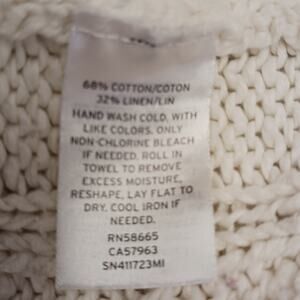 68% COTTON/COTON
32% LINEN/LIN
HAND WASH COLD, WITH
LIKE COLORS. ONLY
NON-CHLORINE BLEACH
IF NEEDED. ROLL IN
TOWEL TO REMOVE
EXCESS MOISTURE,
RESHAPE, LAY FLAT TO
DRY. COOL IRON IF
NEEDED.
RN58665
CA57963
SN411723MI